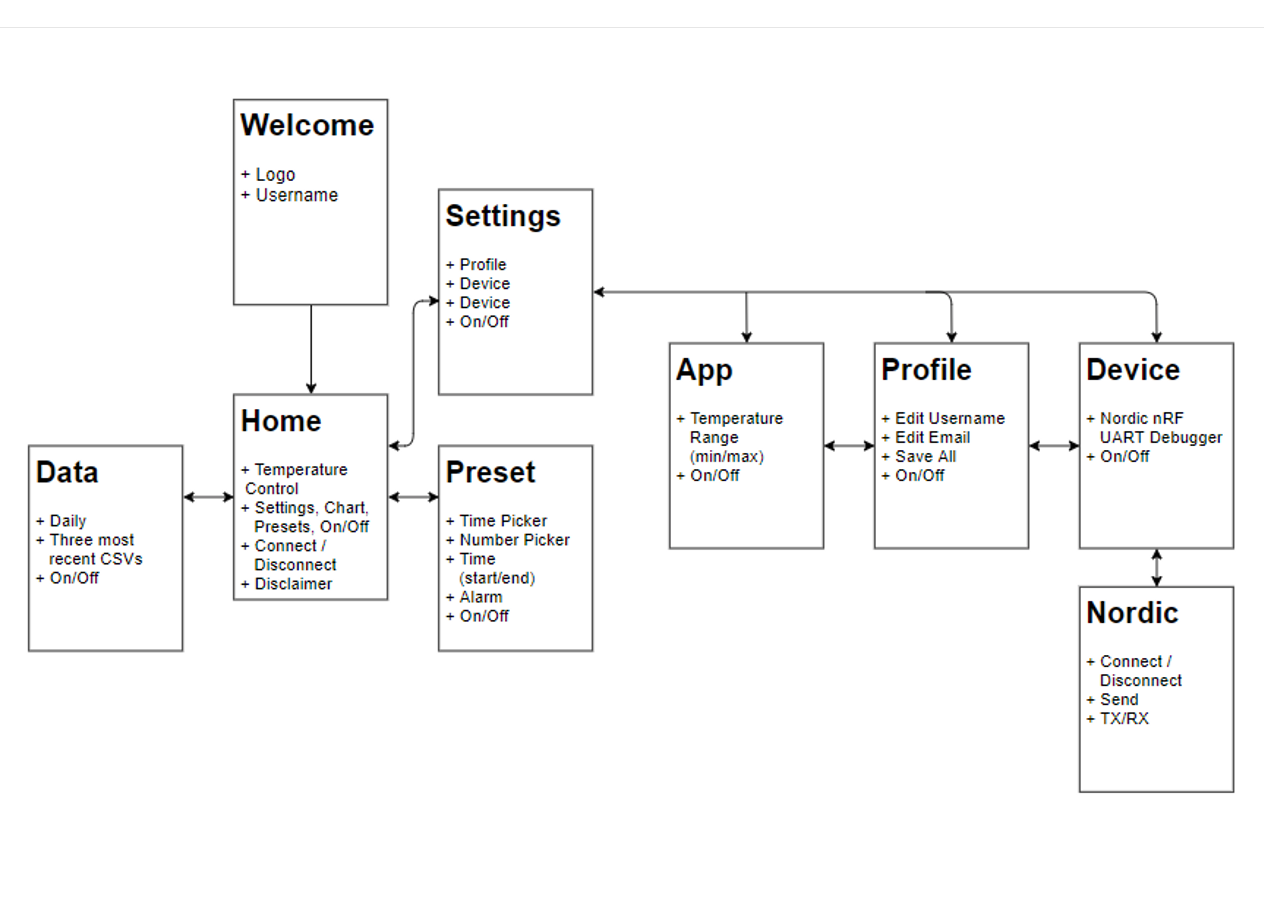 Welcome
+ Logo
+ Username
Settings
+ Profile
+ Device
+ Device
+ On/Off
App
+ Temperature
Range
(min/max)
+ On/Off
Profile
+ Edit Username
+ Edit Email
+ Save All
+ On/Off
Device
+ Nordic nRF
UART Debugger
+ On/Off
Home
+ Temperature
Control
+ Settings, Chart,
Presets, On/Off
+ Connect /
Disconnect
+ Disclaimer
Data
+ Daily
+ Three most
recent CSVs
+ On/Off
Preset
+ Time Picker
+ Number Picker
+ Time
(start/end)
+ Alarm
+ On/Off
Nordic
+ Connect /
Disconnect
+ Send
+ TX/RX